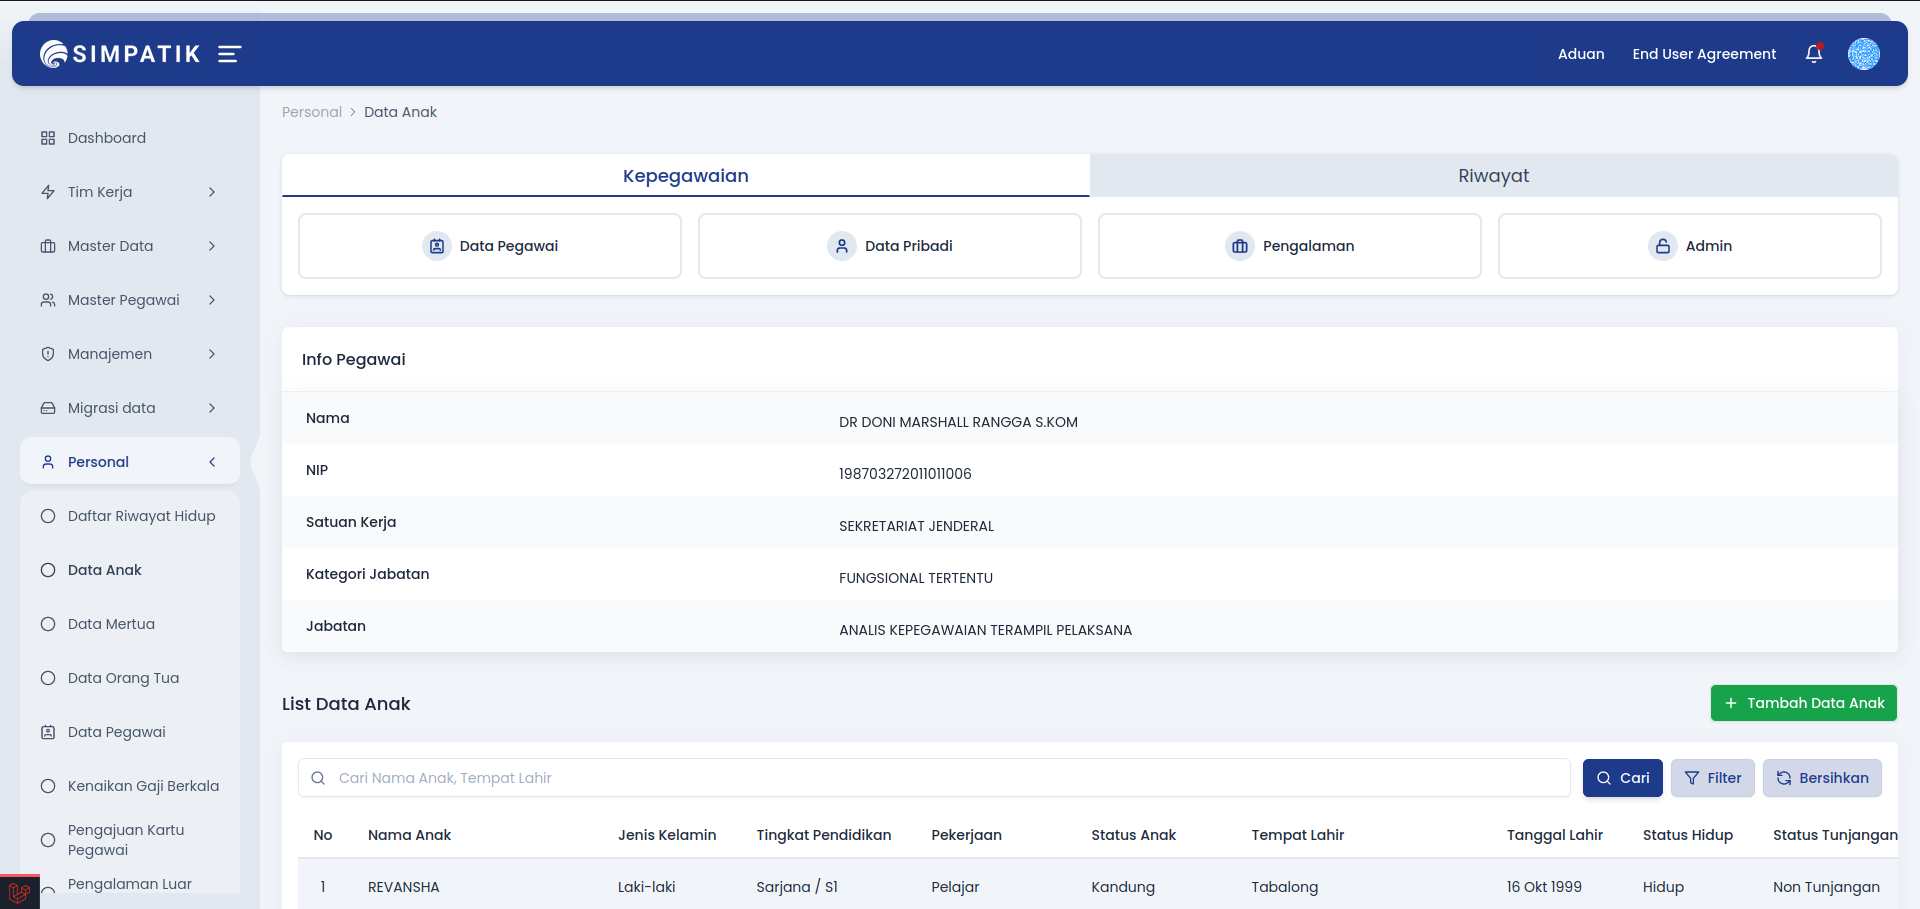 SIMPATIK
Aduan
End User Agreement
Dashboard
Tim Kerja
Master Data
Master Pegawai
Manajemen
Migrasi data
Personal
Daftar Riwayat Hidup
Data Anak
Data Mertua
Data Orang Tua
Data Pegawai
Kenaikan Gaji Berkala
Pengajuan Kartu
Pegawai
Pengalaman Luar
Personal > Data Anak
Kepegawaian
Riwayat
Data Pegawai
Data Pribadi
Pengalaman
Admin
Info Pegawai
Nama DR DONI MARSHALL RANGGA S.KOM
NIP 198703272011011006
Satuan Kerja SEKRETARIAT JENDERAL
Kategori Jabatan FUNGSIONAL TERTENTU
Jabatan ANALIS KEPEGAWAIAN TERAMPIL PELAKSANA
List Data Anak
+ Tambah Data Anak
Cari Nama Anak, Tempat Lahir
Cari
Filter
Bersihkan
No Nama Anak Jenis Kelamin Tingkat Pendidikan Pekerjaan Status Anak Tempat Lahir Tanggal Lahir Status Hidup Status Tunjangan
1 REVANSHA Laki-laki Sarjana / S1 Pelajar Kandung Tabalong 16 Okt 1999 Hidup Non Tunjangan